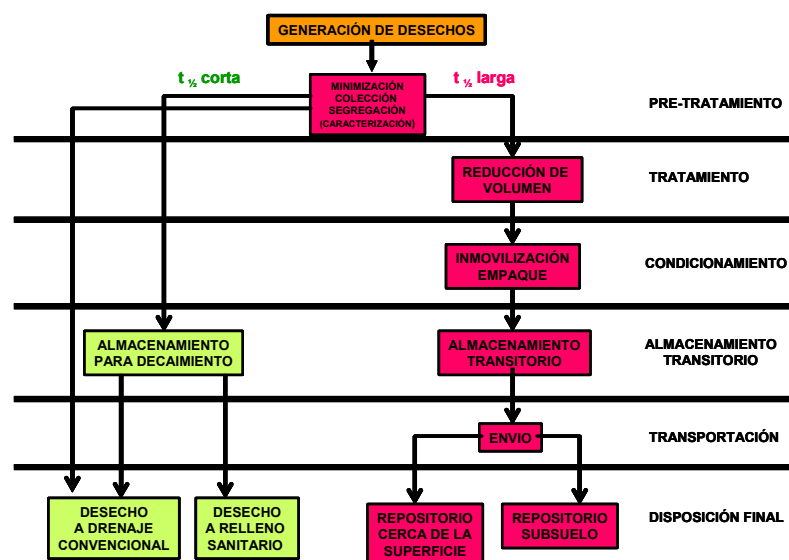 GENERACIÓN DE DESECHOS
t ½ corta
t ½ larga
MINIMIZACIÓN
COLECCIÓN
SEGREGACIÓN
(CARACTERIZACIÓN)
PRE-TRATAMIENTO
REDUCCIÓN DE
VOLUMEN
TRATAMIENTO
INMOVILIZACIÓN
EMPAQUE
CONDICIONAMIENTO
ALMACENAMIENTO
PARA DECAIMIENTO
ALMACENAMIENTO
TRANSITORIO
ALMACENAMIENTO
TRANSITORIO
ENVIO
TRANSPORTACIÓN
DESECHO
A DRENAJE
CONVENCIONAL
DESECHO
A RELLENO
SANITARIO
REPOSITORIO
CERCA DE LA
SUPERFICIE
REPOSITORIO
SUBSUELO
DISPOSICIÓN FINAL